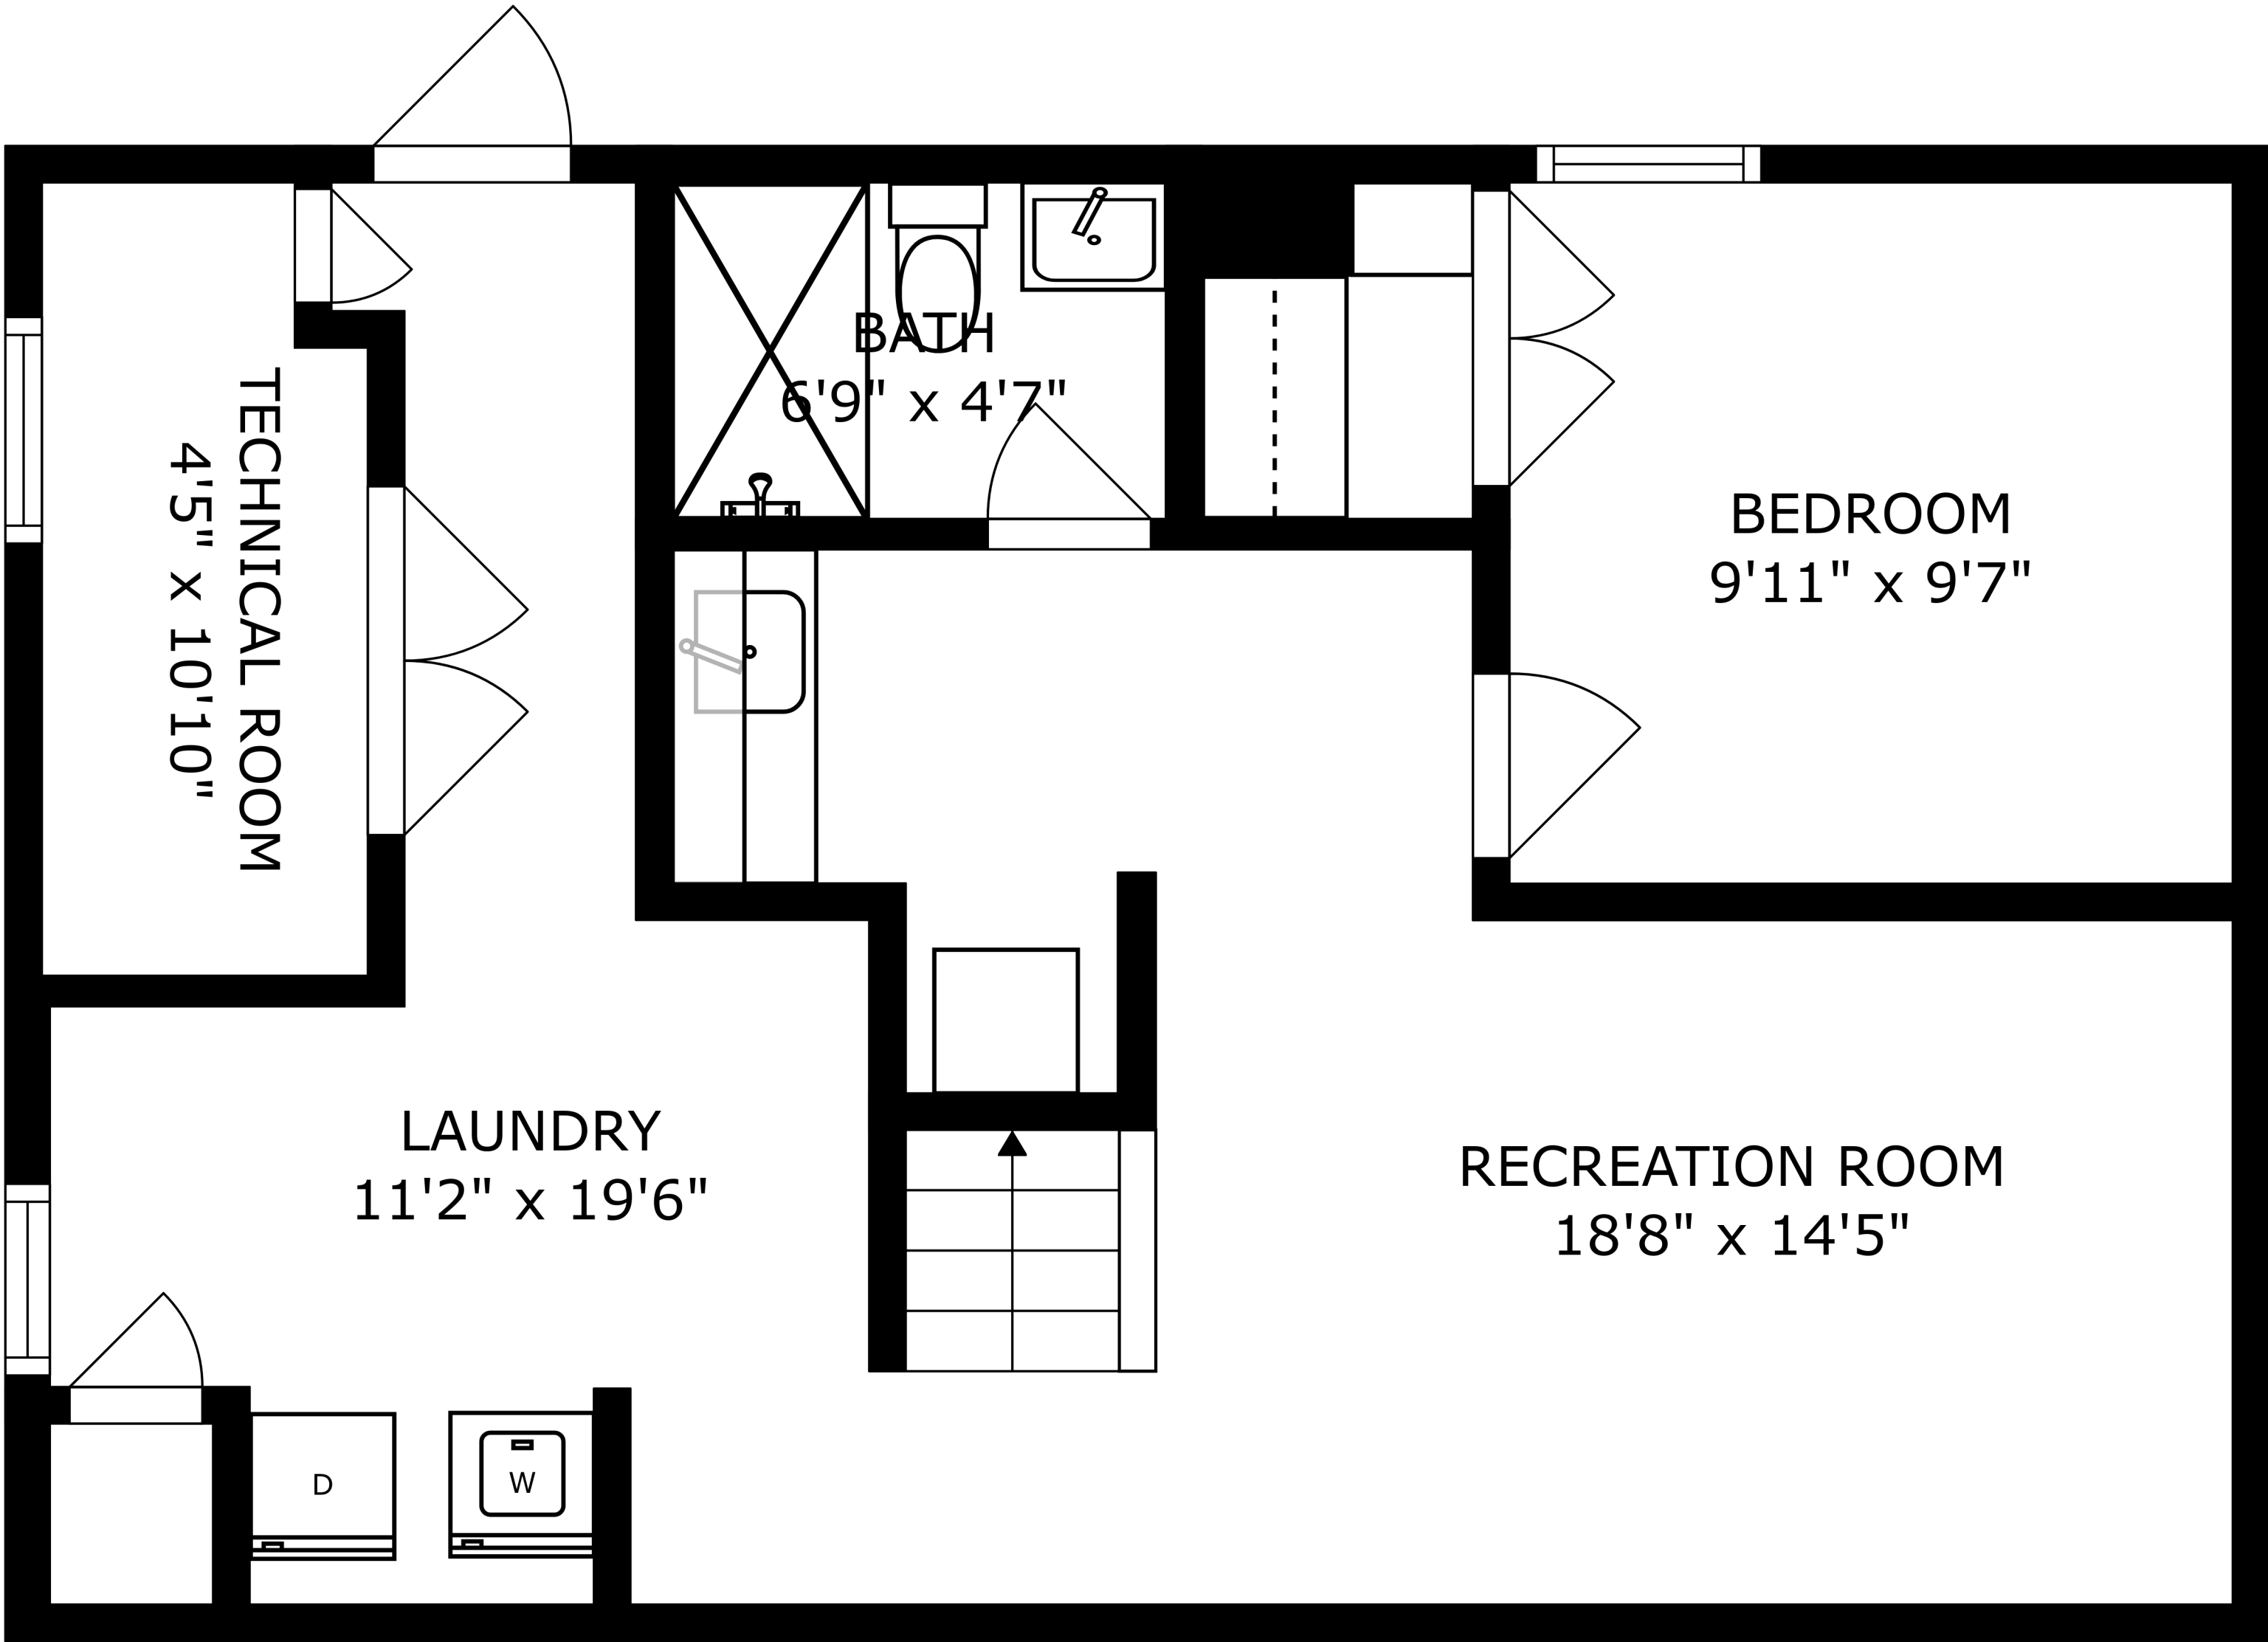 BATH
6'9" x 4'7"
TECHNICAL ROOM
4'5" x 10'10"
BEDROOM
9'11" x 9'7"
LAUNDRY
11'2" x 19'6"
RECREATION ROOM
18'8" x 14'5"
D
W